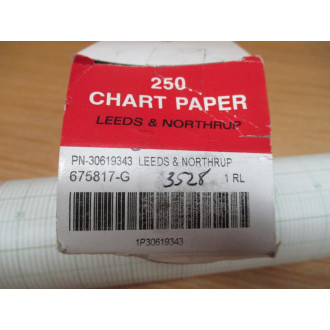 250
CHART PAPER
LEEDS & NORTHRUP
PN-30619343 LEEDS & NORTHRUP
675817-G 3528 1 RL
1P30619343